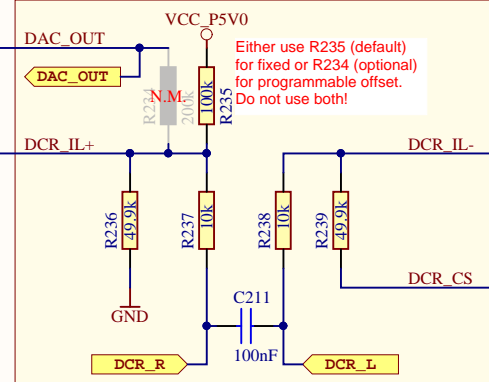 VCC_P5V0
DAC_OUT
DAC_OUT
Either use R235 (default)
for fixed or R234 (optional)
for programmable offset.
Do not use both!
R234
N.M.
200k
100k
R235
DCR_IL+
DCR_IL-
R236
49.9k
R237
10k
R238
10k
R239
49.9k
DCR_CS
GND
C211
100nF
DCR_R
DCR_L